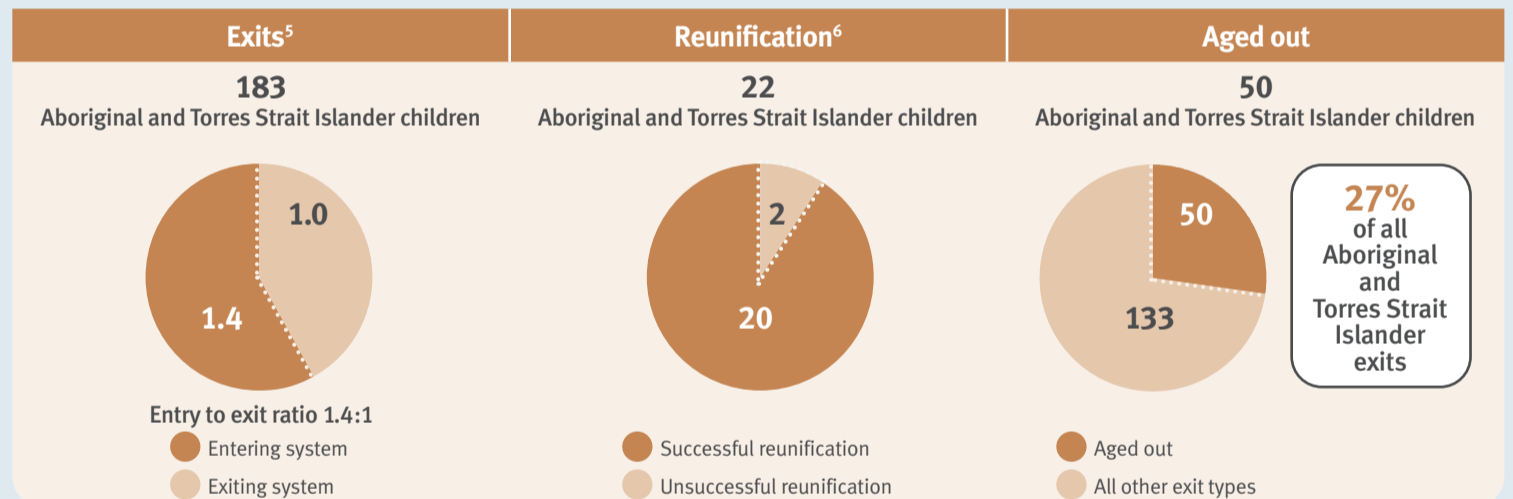 Exits⁵
183
Aboriginal and Torres Strait Islander children
1.0
1.4
Entry to exit ratio 1.4:1
Entering system
Exiting system
Reunification⁶
22
Aboriginal and Torres Strait Islander children
2
20
Successful reunification
Unsuccessful reunification
Aged out
50
Aboriginal and Torres Strait Islander children
50
133
27%
of all
Aboriginal
and
Torres Strait
Islander
exits
Aged out
All other exit types